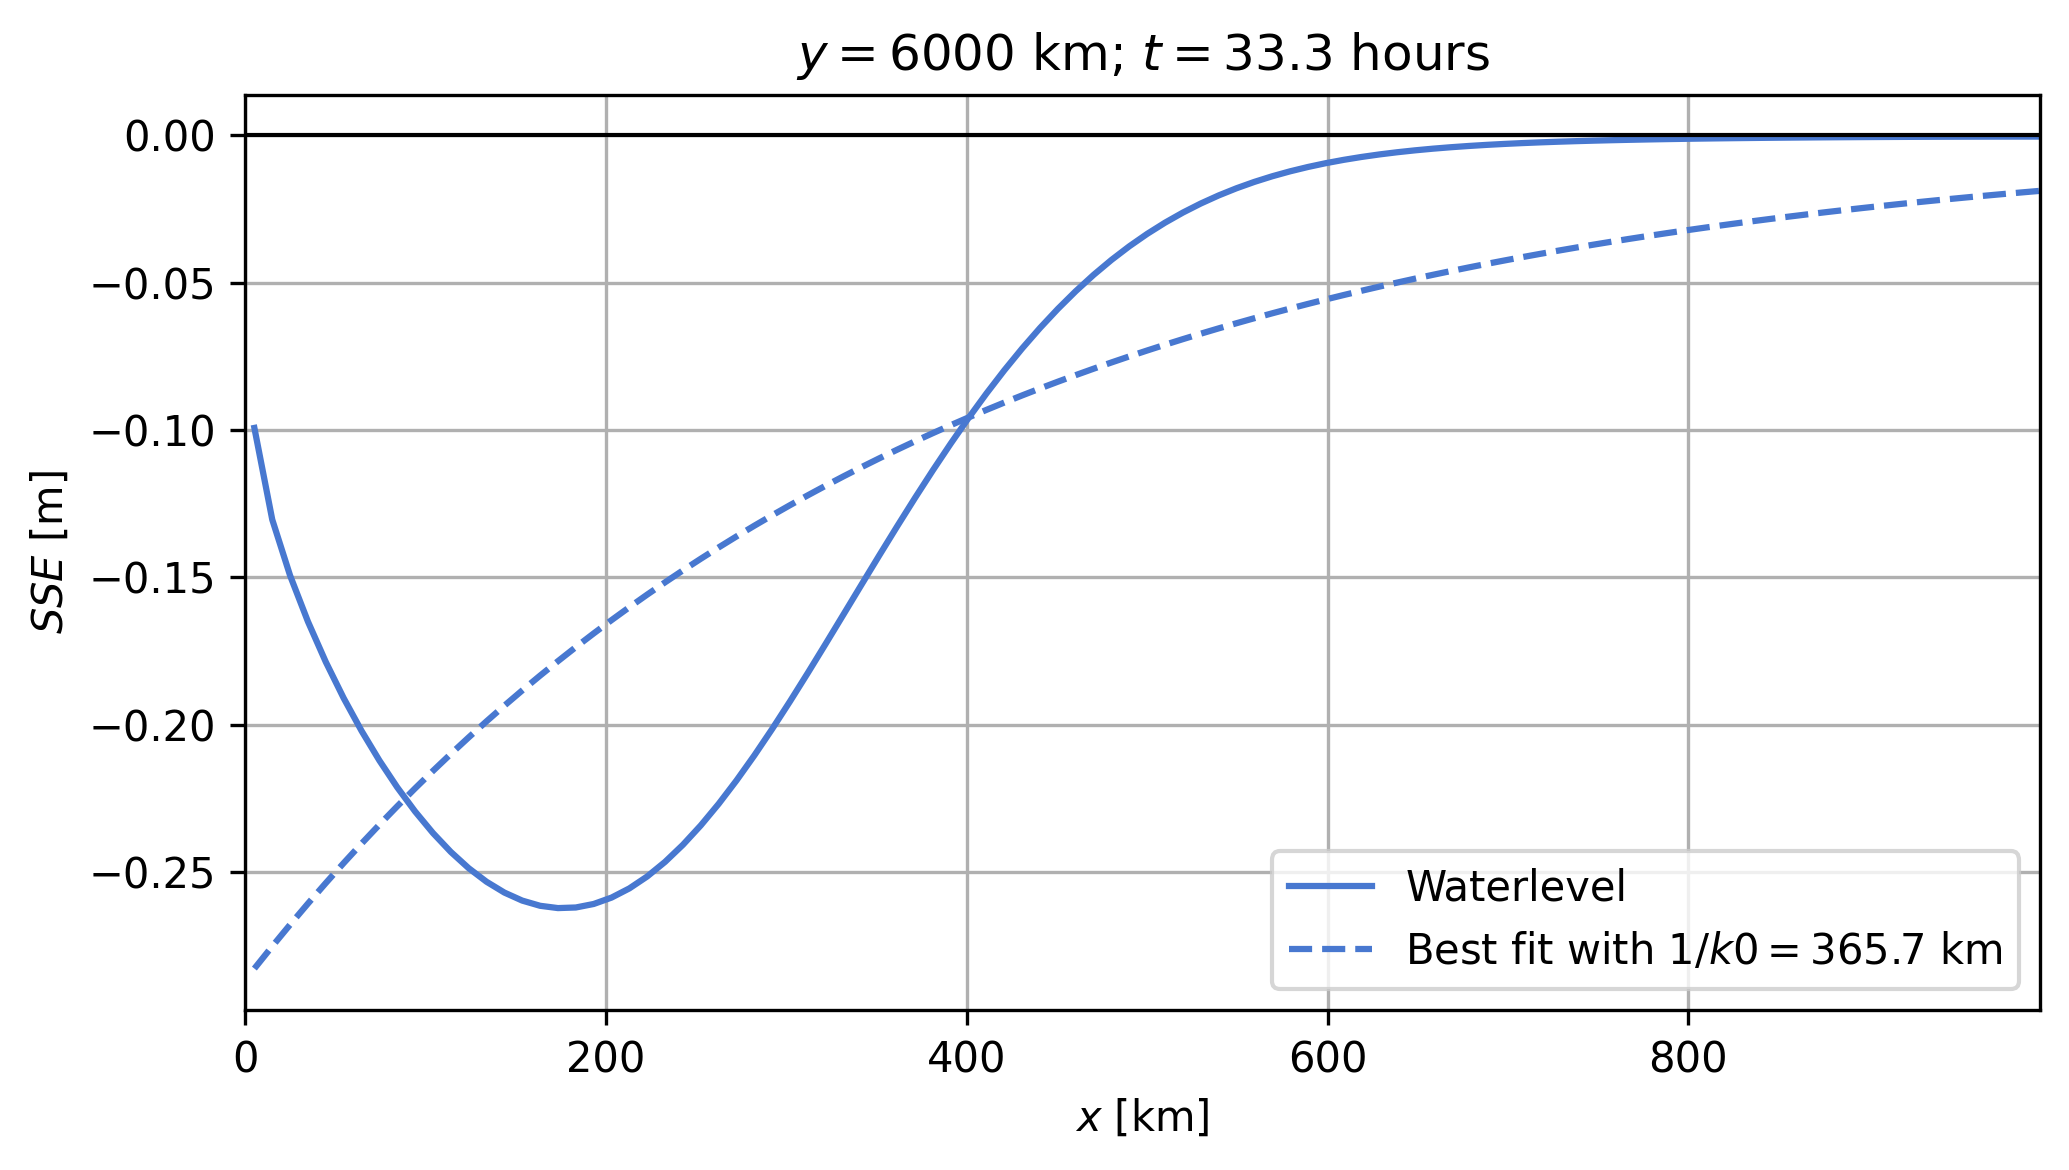 y = 6000 km; t = 33.3 hours
0.00
−0.05
−0.10
−0.15
−0.20
−0.25
SSE [m]
Waterlevel
Best fit with 1/k0 = 365.7 km
0 200 400 600 800
x [km]